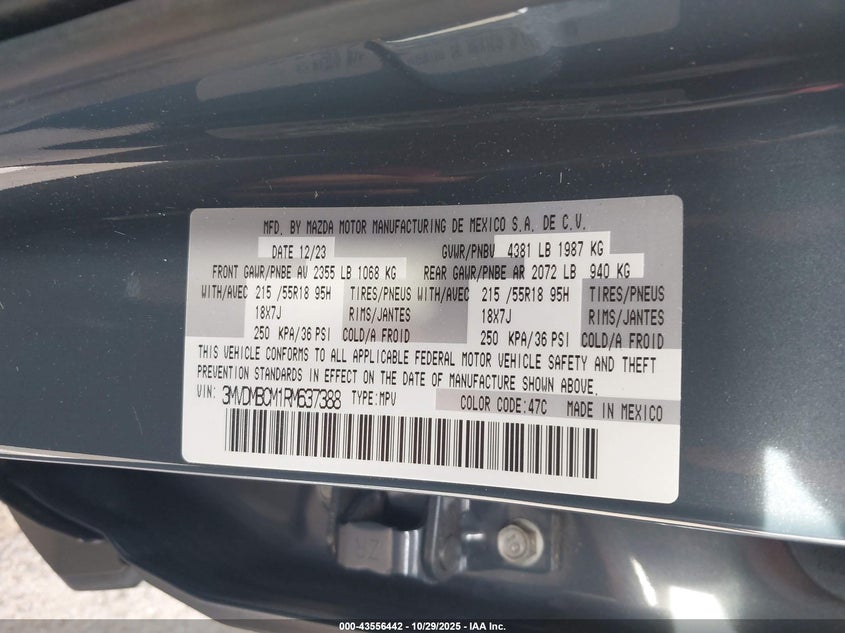 MFD. BY MAZDA MOTOR MANUFACTURING DE MEXICO S.A. DE C.V.
DATE 12/23 GVWR/PNBV 4381 LB 1987 KG
FRONT GAWR/PNBE AV 2355 LB 1068 KG REAR GAWR/PNBE AR 2072 LB 940 KG
WITH/AVEC 215 /55R18 95H TIRES/PNEUS WITH/AVEC 215 /55R18 95H TIRES/PNEUS
18X7J RIMS/JANTES 18X7J RIMS/JANTES
250 KPA/36 PSI COLD/A FROID 250 KPA/36 PSI COLD/A FROID
THIS VEHICLE CONFORMS TO ALL APPLICABLE FEDERAL MOTOR VEHICLE SAFETY AND THEFT
PREVENTION STANDARDS IN EFFECT ON THE DATE OF MANUFACTURE SHOWN ABOVE.
VIN: 3MVDMBCM1RM637388 TYPE:MPV COLOR CODE:47C MADE IN MEXICO
000-43556442 - 10/29/2025 - IAA Inc.